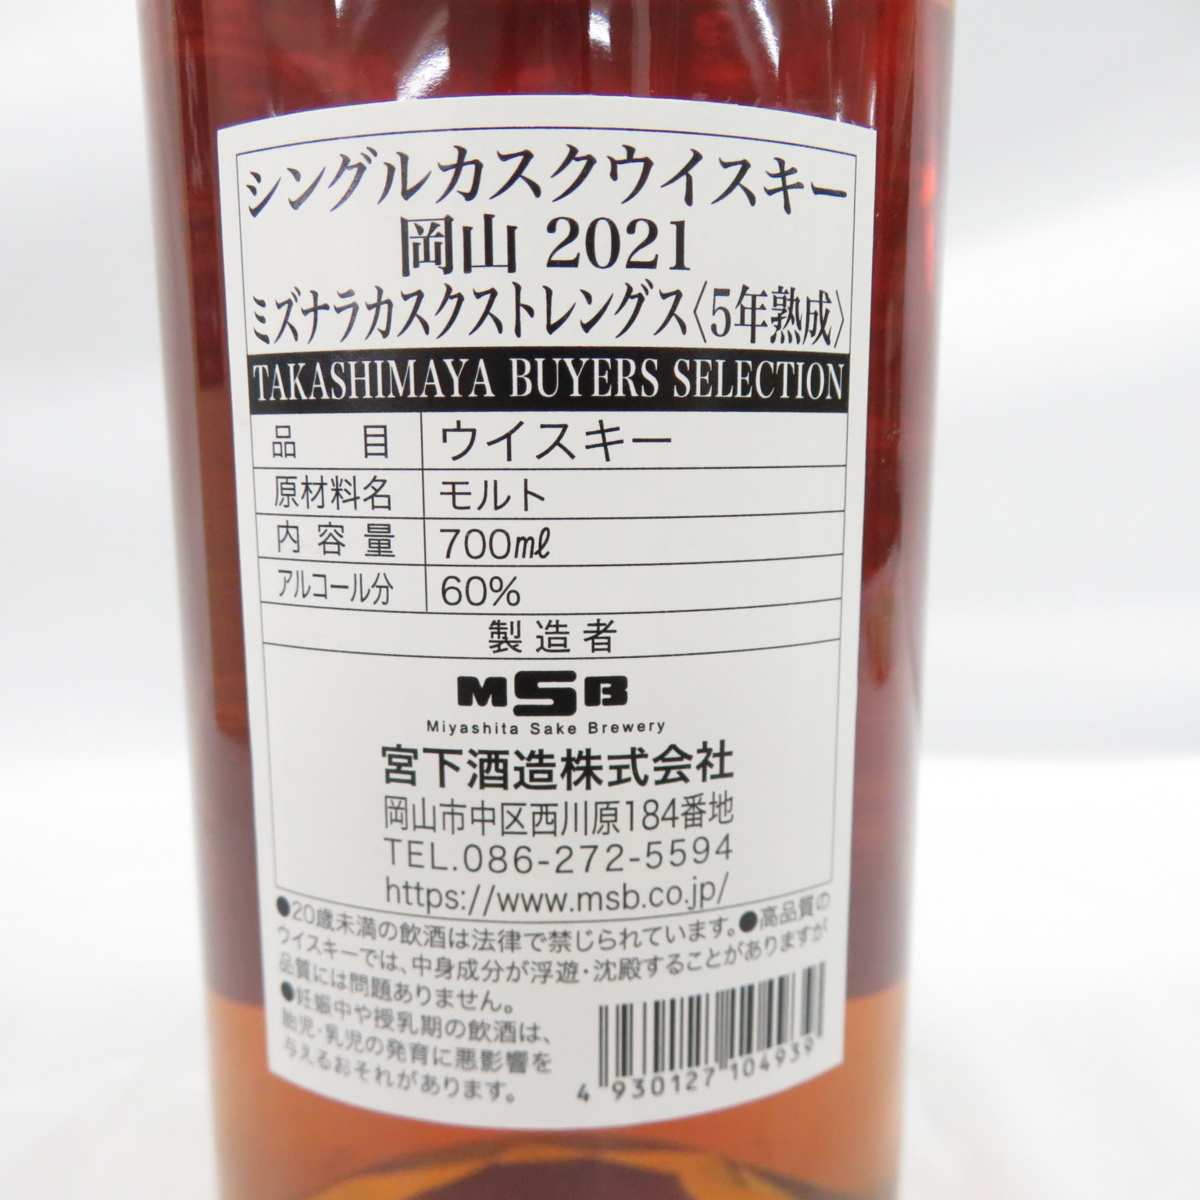 シングルカスクウイスキー
岡山 2021
ミズナラカスクストレングス〈5年熟成〉
TAKASHIMAYA BUYERS SELECTION
品目 ウイスキー
原材料名 モルト
内容量 700㎖
アルコール分 60%
製造者
MSB
Miyashita Sake Brewery
宮下酒造株式会社
岡山市中区西川原184番地
TEL.086-272-5594
https://www.msb.co.jp/
●20歳未満の飲酒は法律で禁じられています。●高品質の
ウイスキーでは、中身成分が浮遊・沈殿することがありますが
品質には問題ありません。
●妊娠中や授乳期の飲酒は、
胎児・乳児の発育に悪影響を
与えるおそれがあります。
4 930127 104939